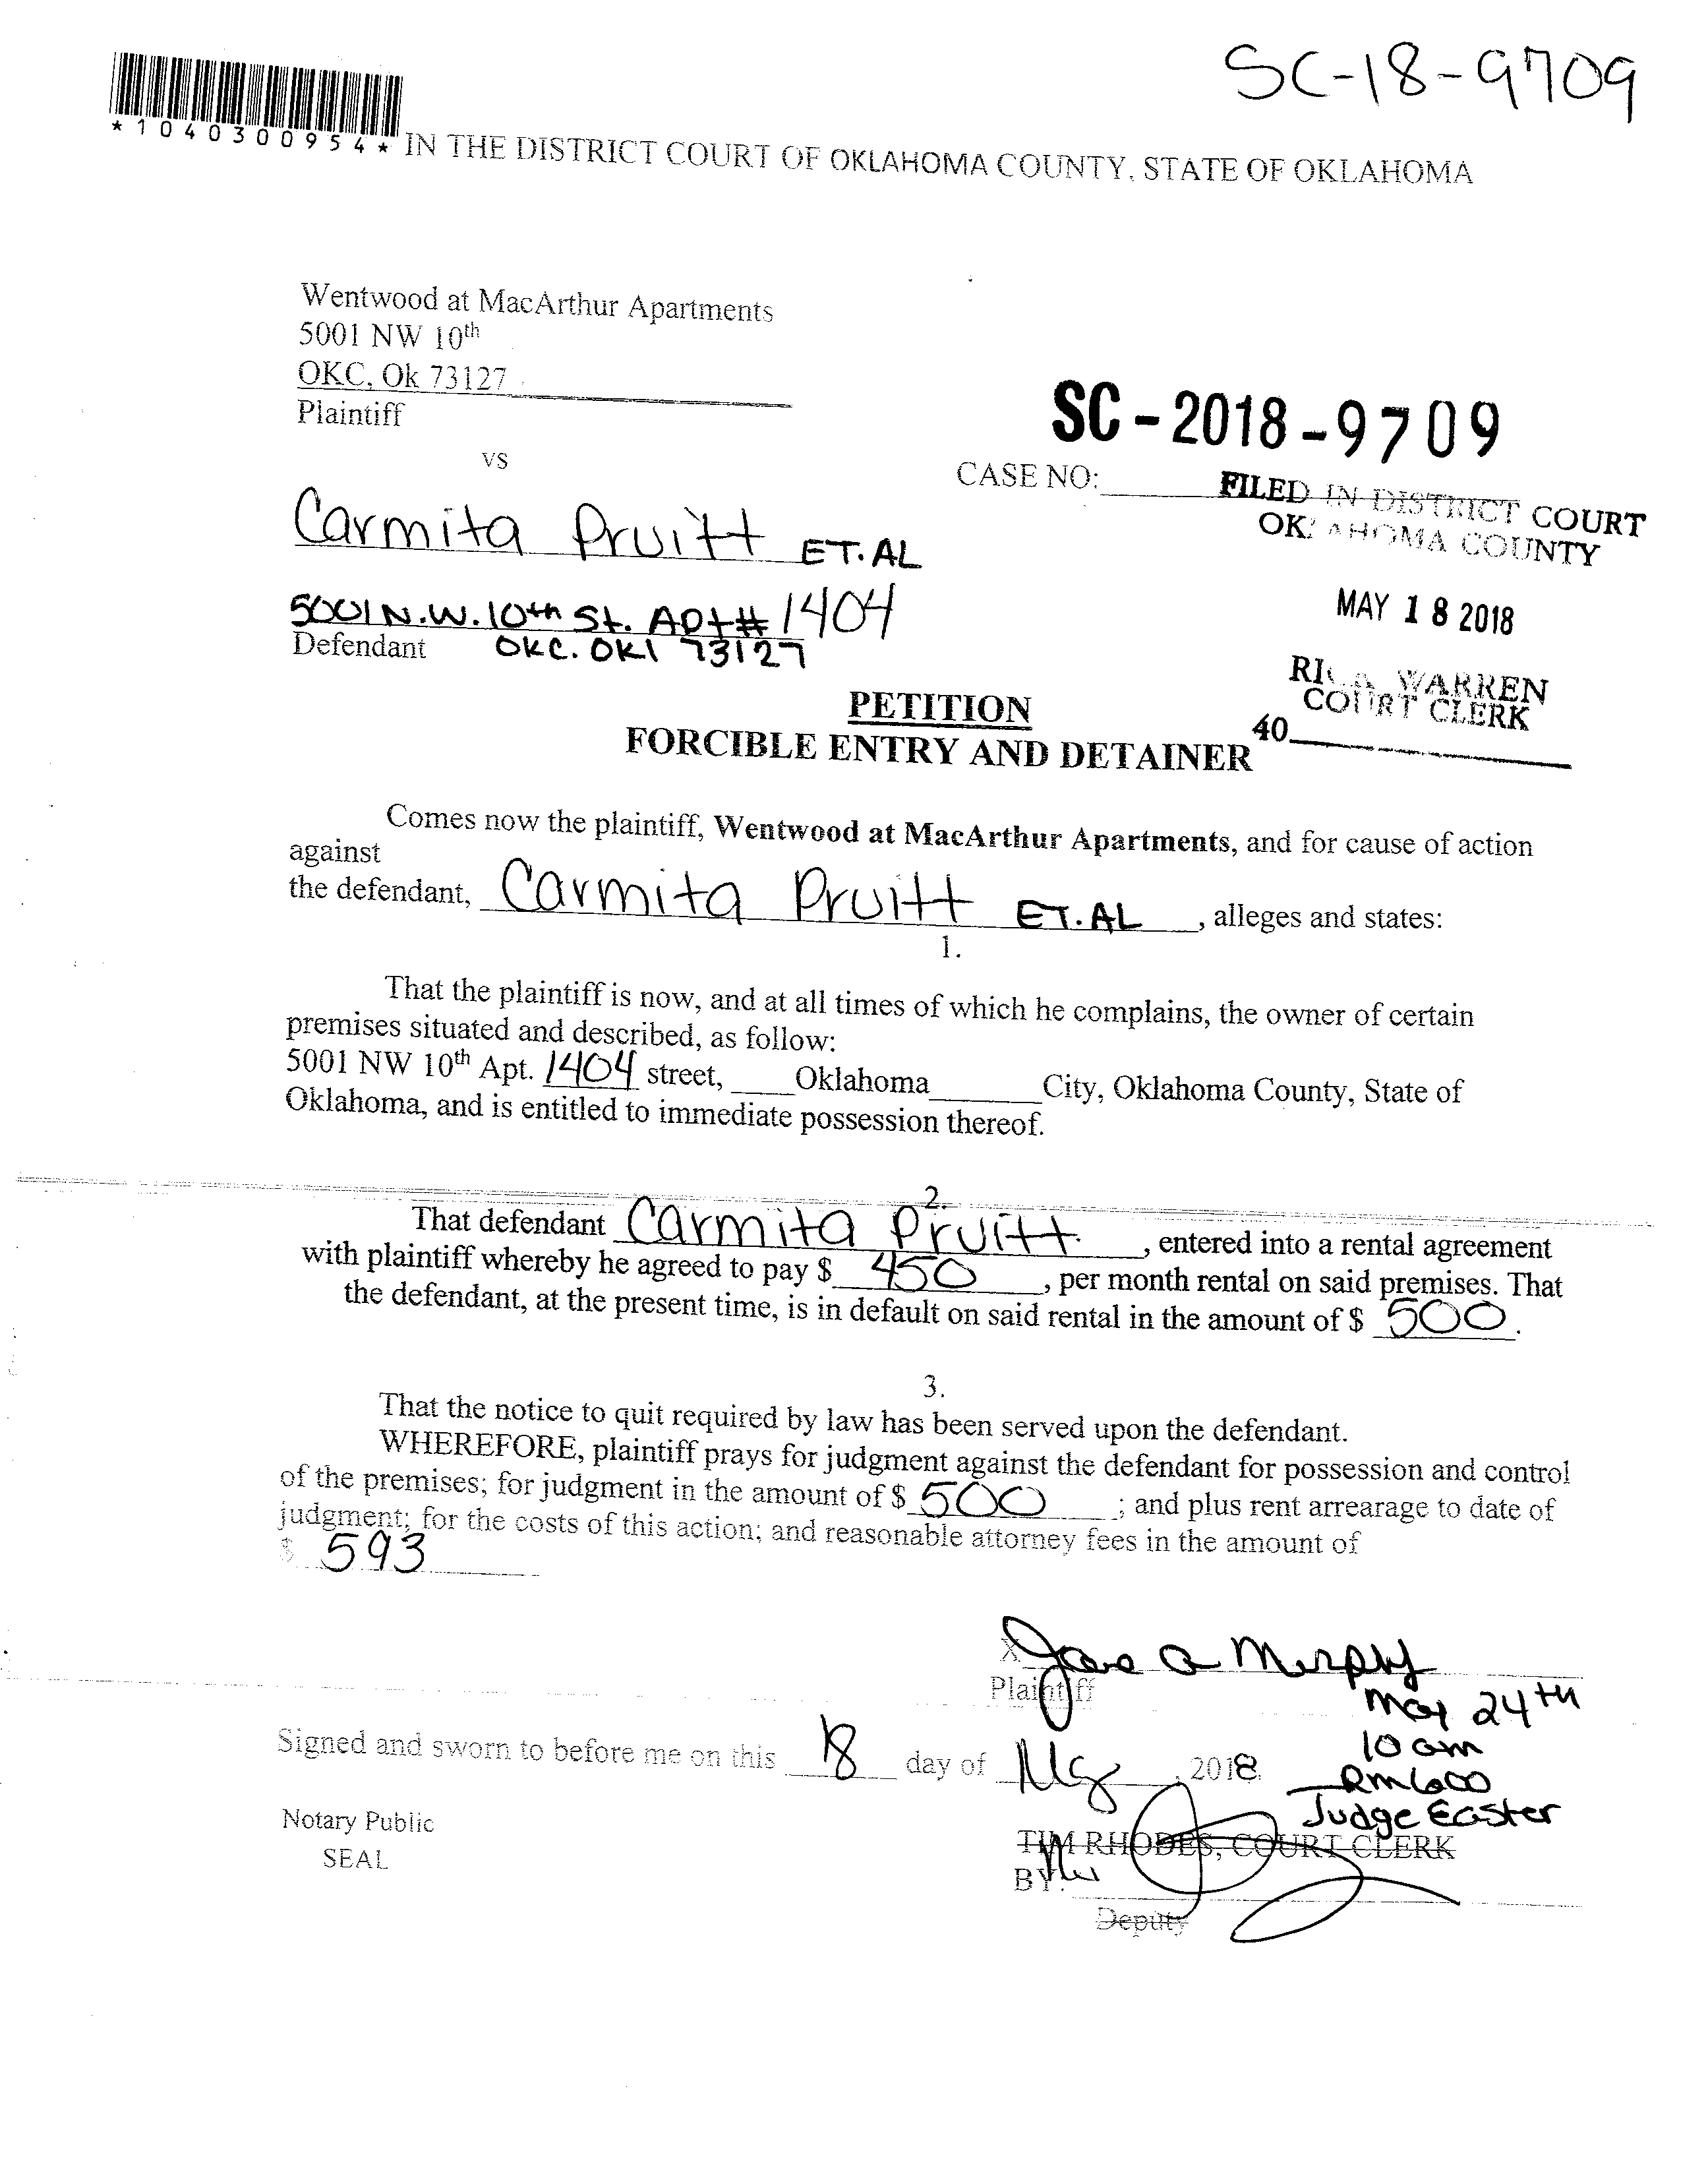 SC-18-9709
*1040300954*
IN THE DISTRICT COURT OF OKLAHOMA COUNTY, STATE OF OKLAHOMA
Wentwood at MacArthur Apartments
5001 NW 10th
OKC, Ok 73127
Plaintiff
SC-2018-9709
vs
CASE NO:
FILED IN DISTRICT COURT
OK AHOMA COUNTY
Carmita Pruitt ET.AL
MAY 18 2018
5001 N.W. 10th St. Apt# 1404
Defendant OKC. OKl 73127
WARREN
COURT CLERK
PETITION
40
FORCIBLE ENTRY AND DETAINER
Comes now the plaintiff, Wentwood at MacArthur Apartments, and for cause of action
against
the defendant, Carmita Pruitt ET.AL, alleges and states:
1.
That the plaintiff is now, and at all times of which he complains, the owner of certain
premises situated and described, as follow:
5001 NW 10th Apt. 1404 street, Oklahoma City, Oklahoma County, State of
Oklahoma, and is entitled to immediate possession thereof.
2.
That defendant Carmita Pruitt., entered into a rental agreement
with plaintiff whereby he agreed to pay $ 450, per month rental on said premises. That
the defendant, at the present time, is in default on said rental in the amount of $ 500.
3.
That the notice to quit required by law has been served upon the defendant.
WHEREFORE, plaintiff prays for judgment against the defendant for possession and control
of the premises; for judgment in the amount of $ 500; and plus rent arrearage to date of
judgment; for the costs of this action; and reasonable attorney fees in the amount of
$ 593
X a Murphy
Plaintiff
May 24th
10 am
Rm 600
Judge Easter
Signed and sworn to before me on this 18 day of May, 2018.
Notary Public
SEAL
TIM RHODES, COURT CLERK
BY:
Deputy